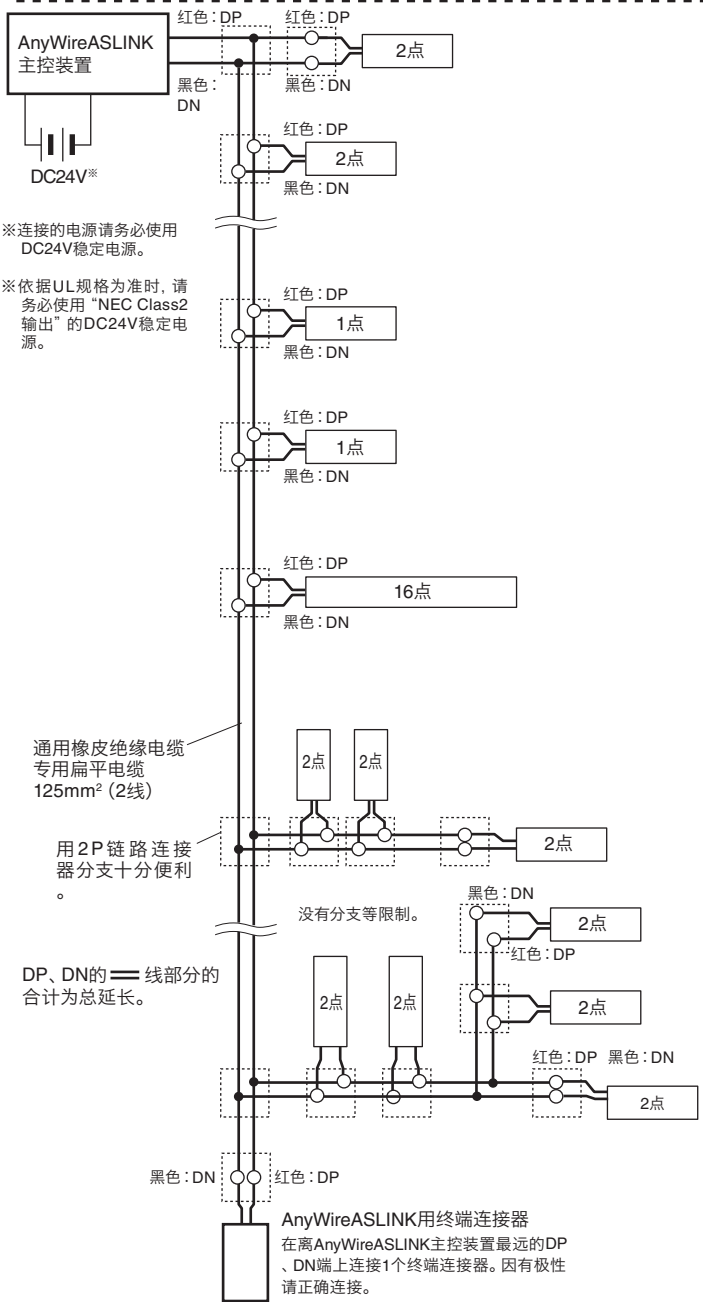 红色：DP
红色：DP
AnyWireASLINK
主控装置
2点
黑色：
DN
黑色：DN
DC24V※
红色：DP
2点
黑色：DN
※连接的电源请务必使用
DC24V稳定电源。
※依据UL规格为准时，请
务必使用 “NEC Class2
输出” 的DC24V稳定电
源。
红色：DP
1点
黑色：DN
红色：DP
1点
黑色：DN
红色：DP
16点
黑色：DN
通用橡皮绝缘电缆
专用扁平电缆
125mm²（2线）
2点
2点
用2P链路连接
器分支十分便利
。
2点
没有分支等限制。
黑色：DN
2点
红色：DP
2点
DP、DN的 线部分的
合计为总延长。
2点
2点
红色：DP 黑色：DN
2点
黑色：DN
红色：DP
AnyWireASLINK用终端连接器
在离AnyWireASLINK主控装置最远的DP
、DN端上连接1个终端连接器。因有极性
请正确连接。